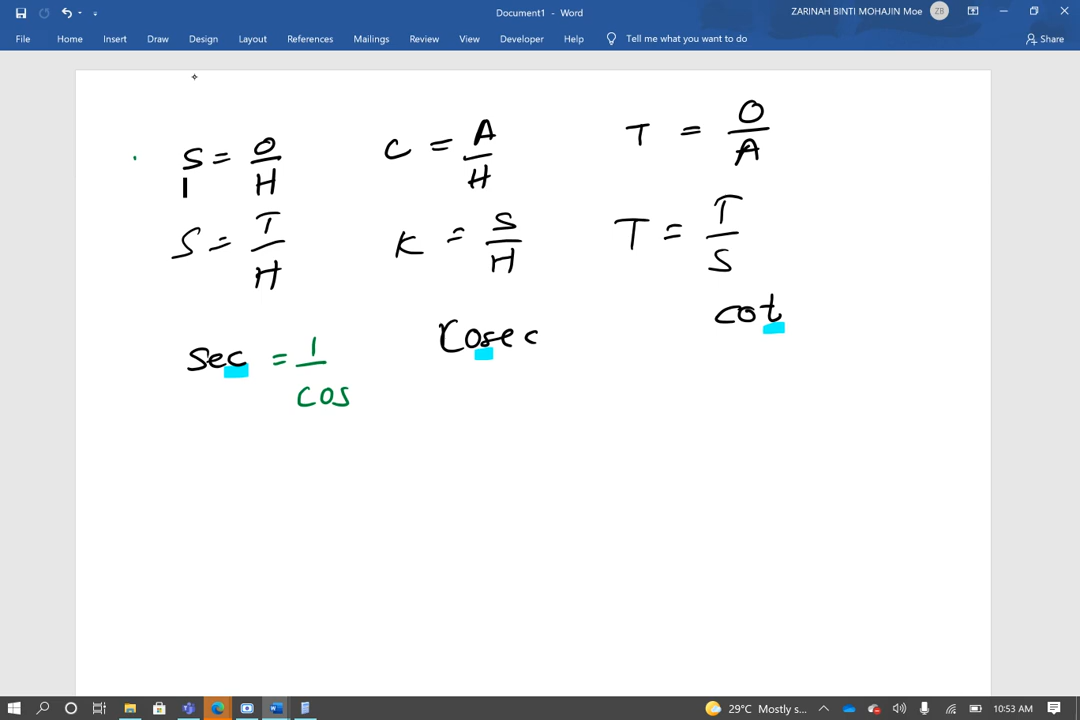 Document1 - Word
ZARINAH BINTI MOHAJIN Moe ZB
File Home Insert Draw Design Layout References Mailings Review View Developer Help Tell me what you want to do Share
S = O/H C = A/H T = O/A
S = T/H K = S/H T = T/S
sec = 1/cos Cosec cot
29°C Mostly s... 10:53 AM